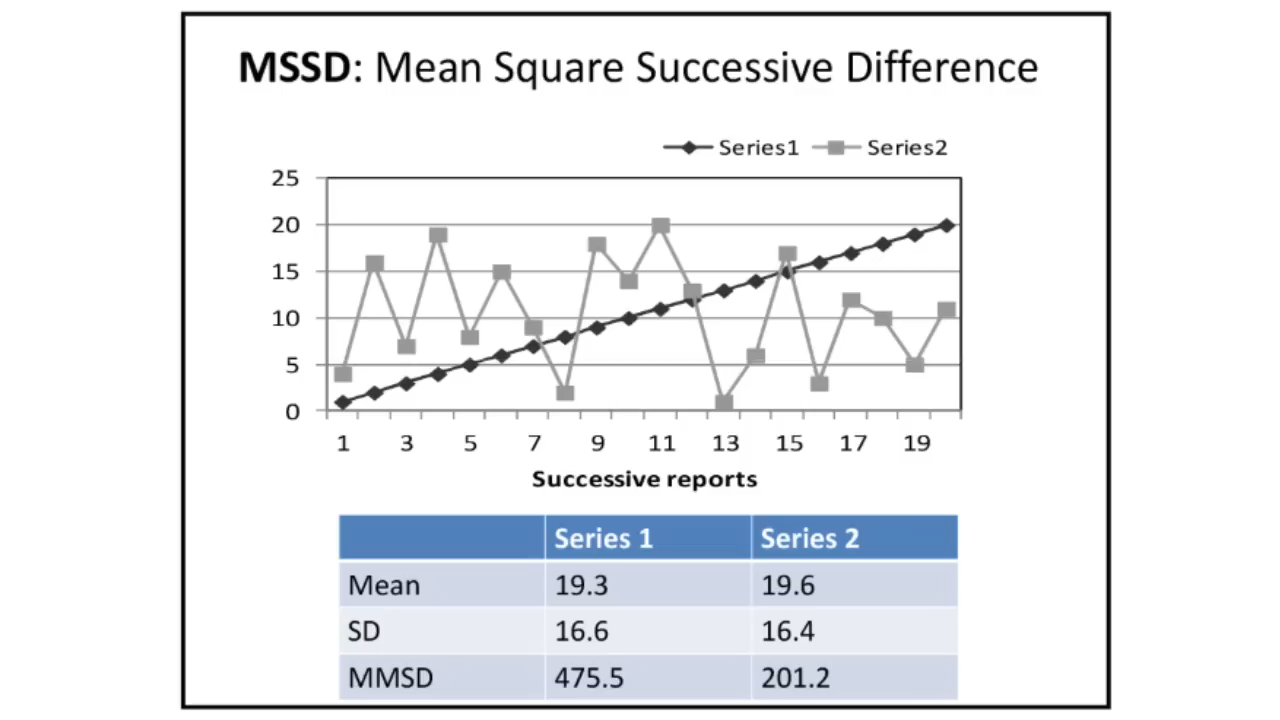 MSSD: Mean Square Successive Difference
Series1 Series2
25
20
15
10
5
0
1 3 5 7 9 11 13 15 17 19
Successive reports
Series 1 Series 2
Mean 19.3 19.6
SD 16.6 16.4
MMSD 475.5 201.2